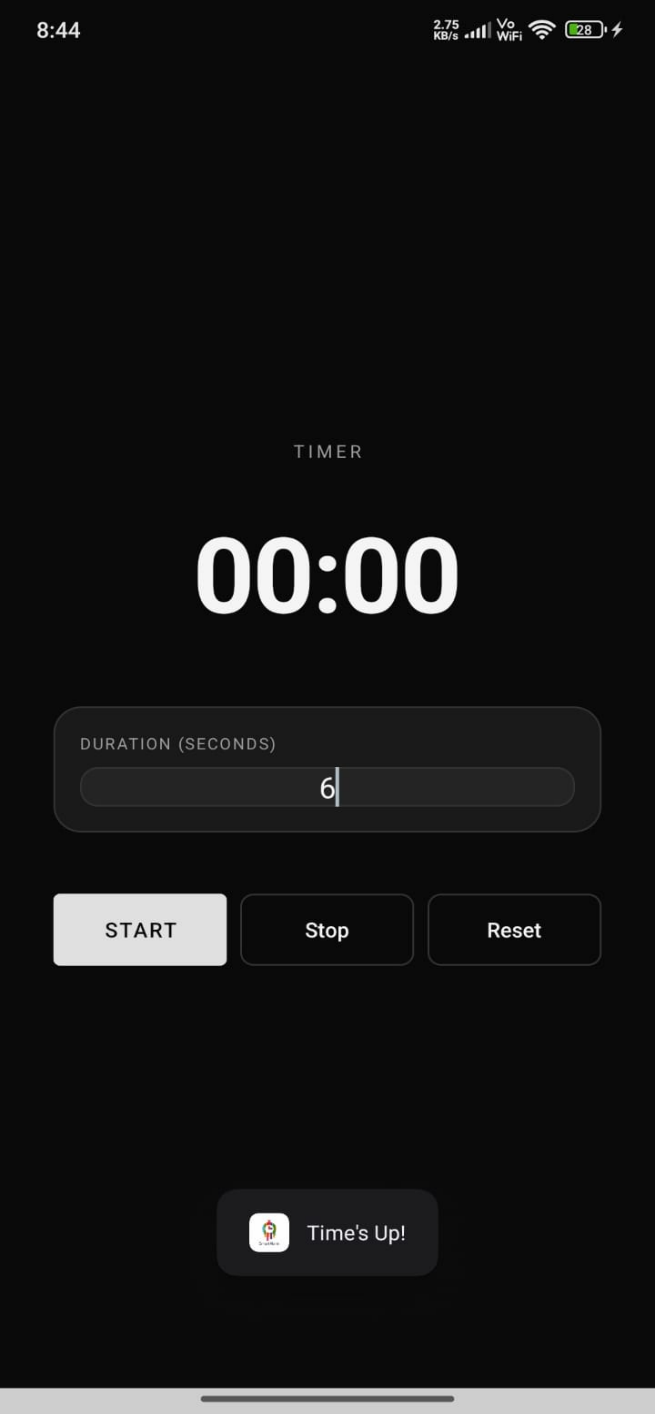 8:44
2.75 KB/s Vo WiFi 28
TIMER
00:00
DURATION (SECONDS)
6
START Stop Reset
Time's Up!